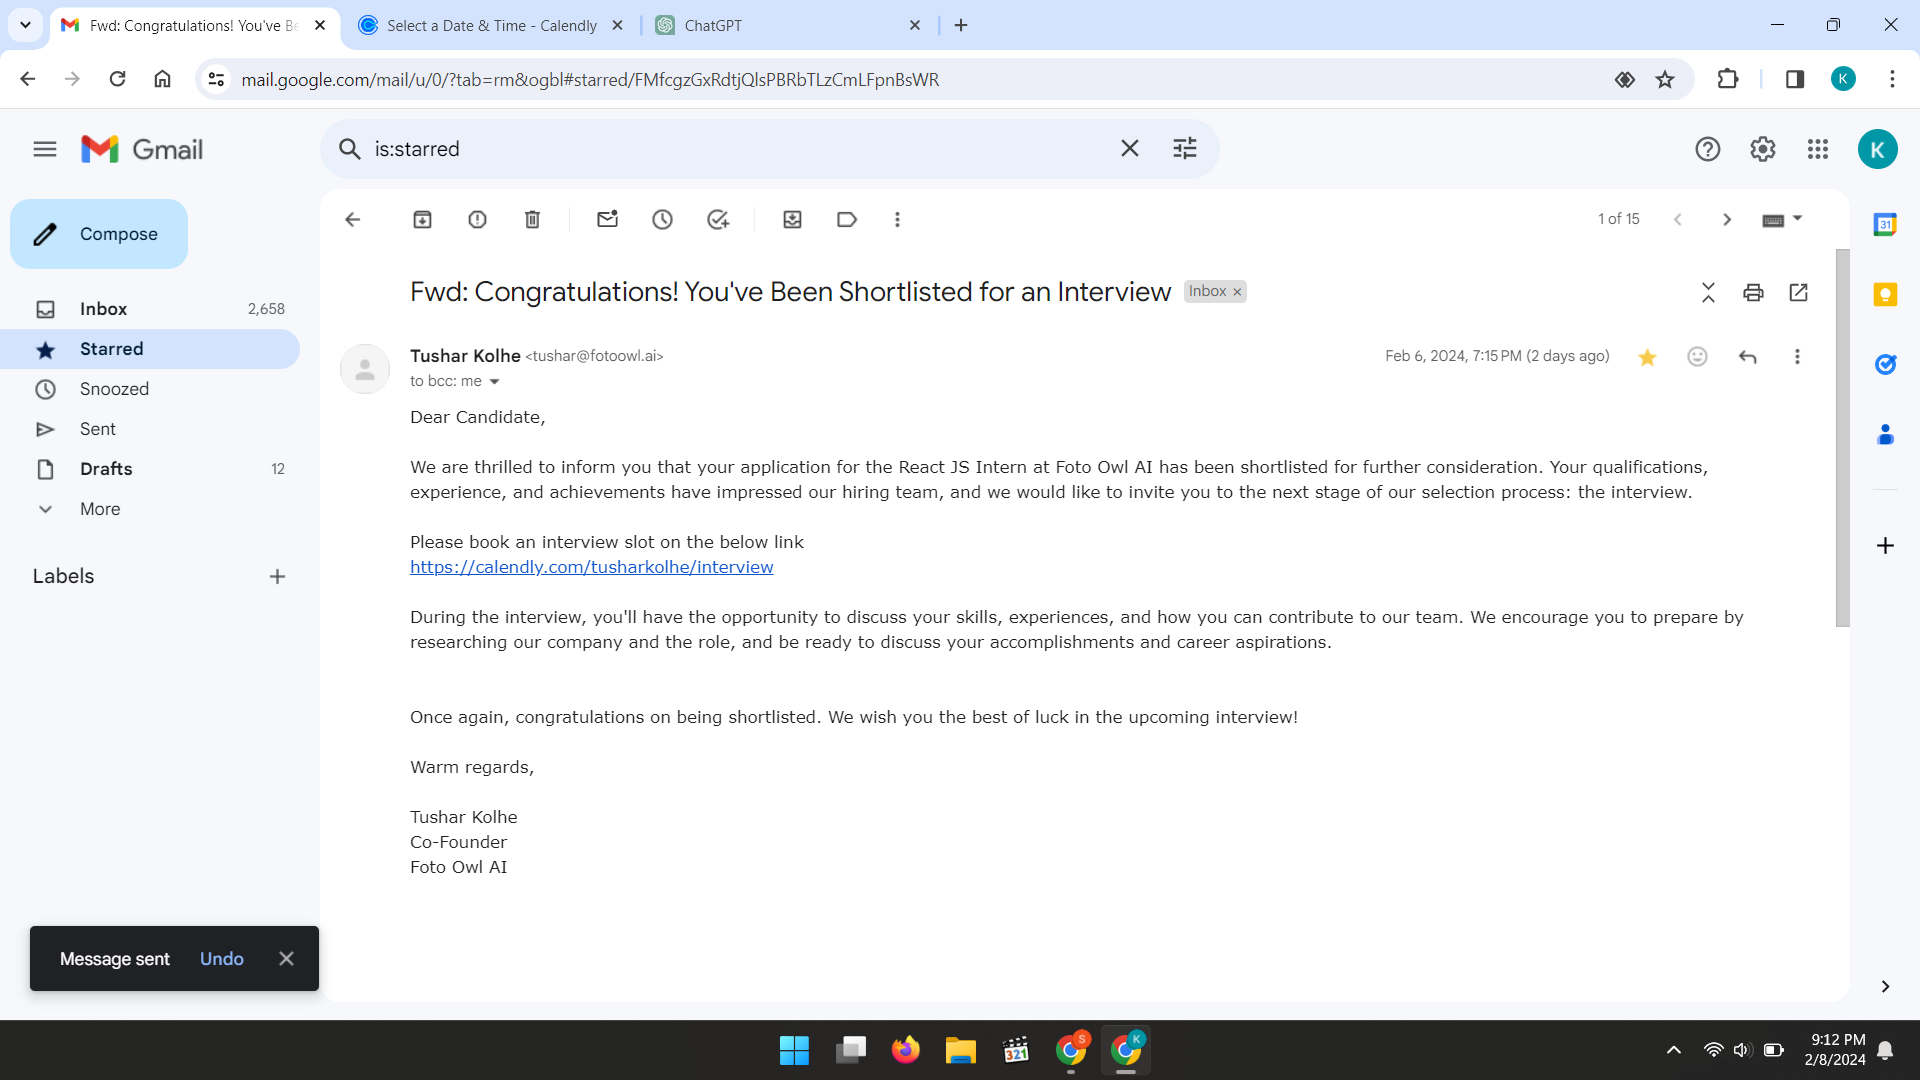 Fwd: Congratulations! You've Be
Select a Date & Time - Calendly
ChatGPT
mail.google.com/mail/u/0/?tab=rm&ogbl#starred/FMfcgzGxRdtjQlsPBRbTLzCmLFpnBsWR
K
Gmail
is:starred
K
Compose
1 of 15
31
Inbox 2,658
Starred
Snoozed
Sent
Drafts 12
More
Labels
Fwd: Congratulations! You've Been Shortlisted for an Interview
Inbox ×
Tushar Kolhe <tushar@fotoowl.ai>
Feb 6, 2024, 7:15 PM (2 days ago)
to bcc: me
Dear Candidate,
We are thrilled to inform you that your application for the React JS Intern at Foto Owl AI has been shortlisted for further consideration. Your qualifications,
experience, and achievements have impressed our hiring team, and we would like to invite you to the next stage of our selection process: the interview.
Please book an interview slot on the below link
https://calendly.com/tusharkolhe/interview
During the interview, you'll have the opportunity to discuss your skills, experiences, and how you can contribute to our team. We encourage you to prepare by
researching our company and the role, and be ready to discuss your accomplishments and career aspirations.
Once again, congratulations on being shortlisted. We wish you the best of luck in the upcoming interview!
Warm regards,
Tushar Kolhe
Co-Founder
Foto Owl AI
Message sent Undo
321
S
K
9:12 PM
2/8/2024